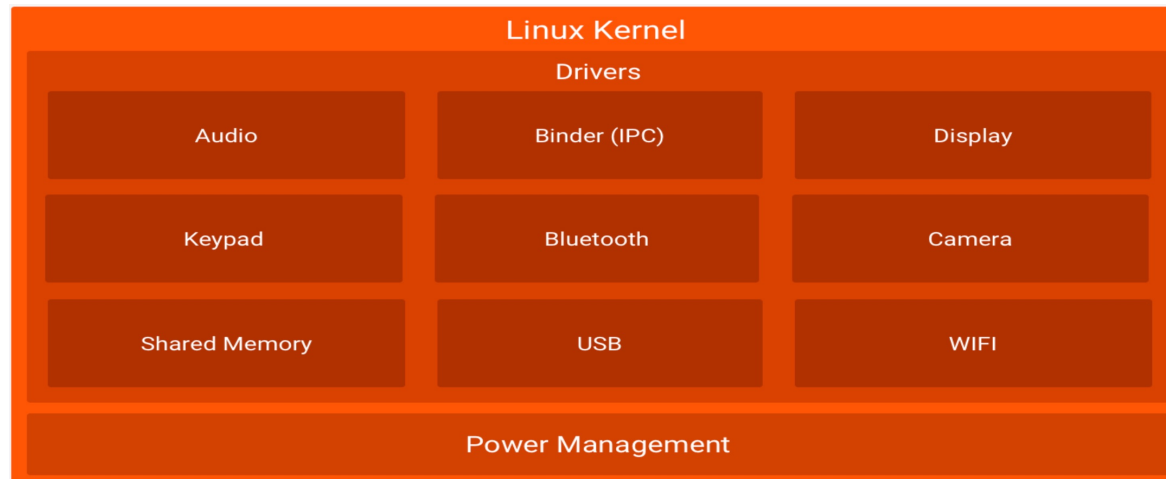 Linux Kernel
Drivers
Audio
Binder (IPC)
Display
Keypad
Bluetooth
Camera
Shared Memory
USB
WIFI
Power Management